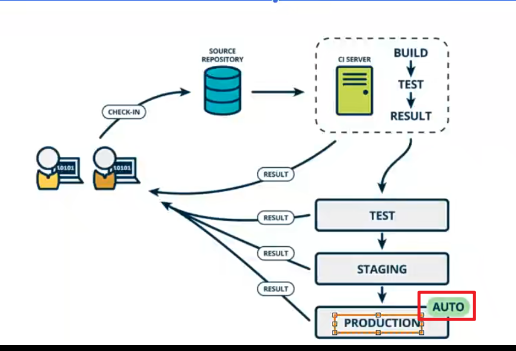 SOURCE
REPOSITORY
CI SERVER
BUILD
TEST
RESULT
CHECK-IN
10101
10101
RESULT
RESULT
TEST
RESULT
STAGING
RESULT
AUTO
PRODUCTION